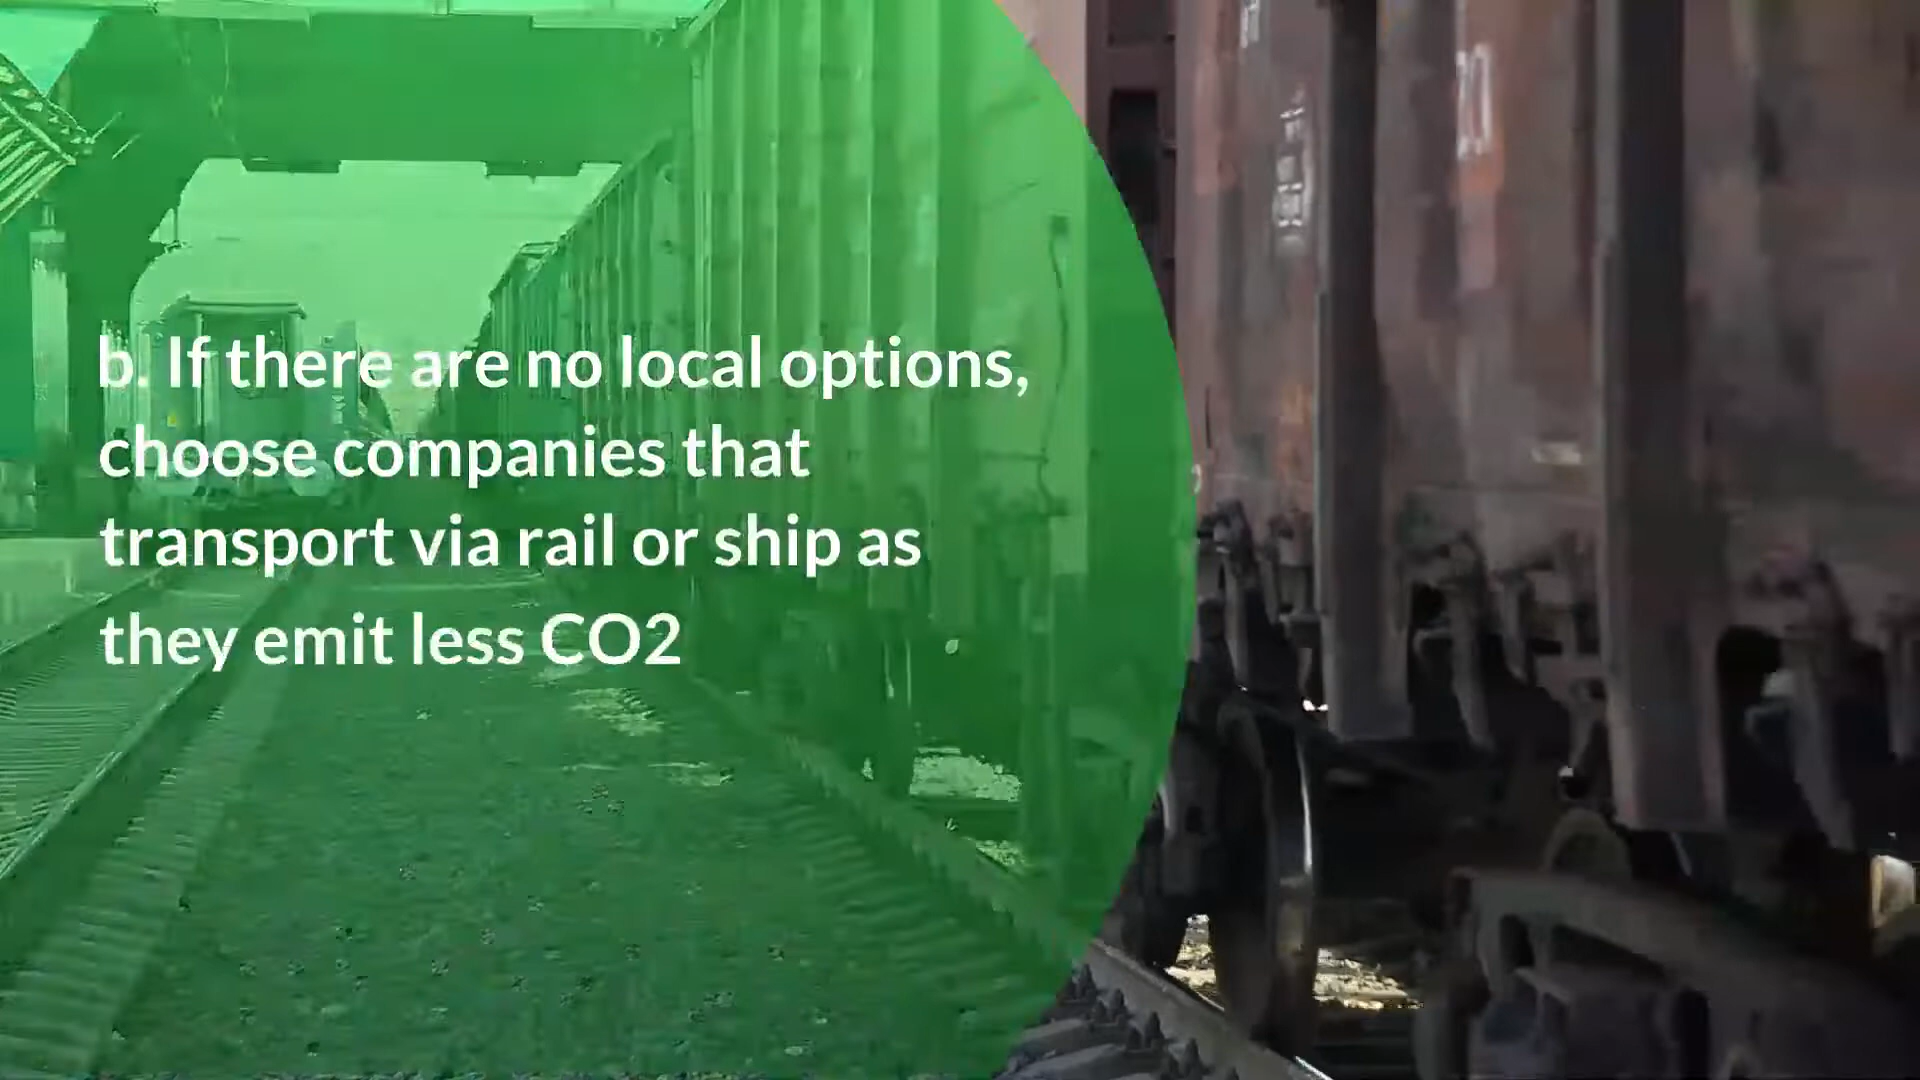 b. If there are no local options,
choose companies that
transport via rail or ship as
they emit less CO2